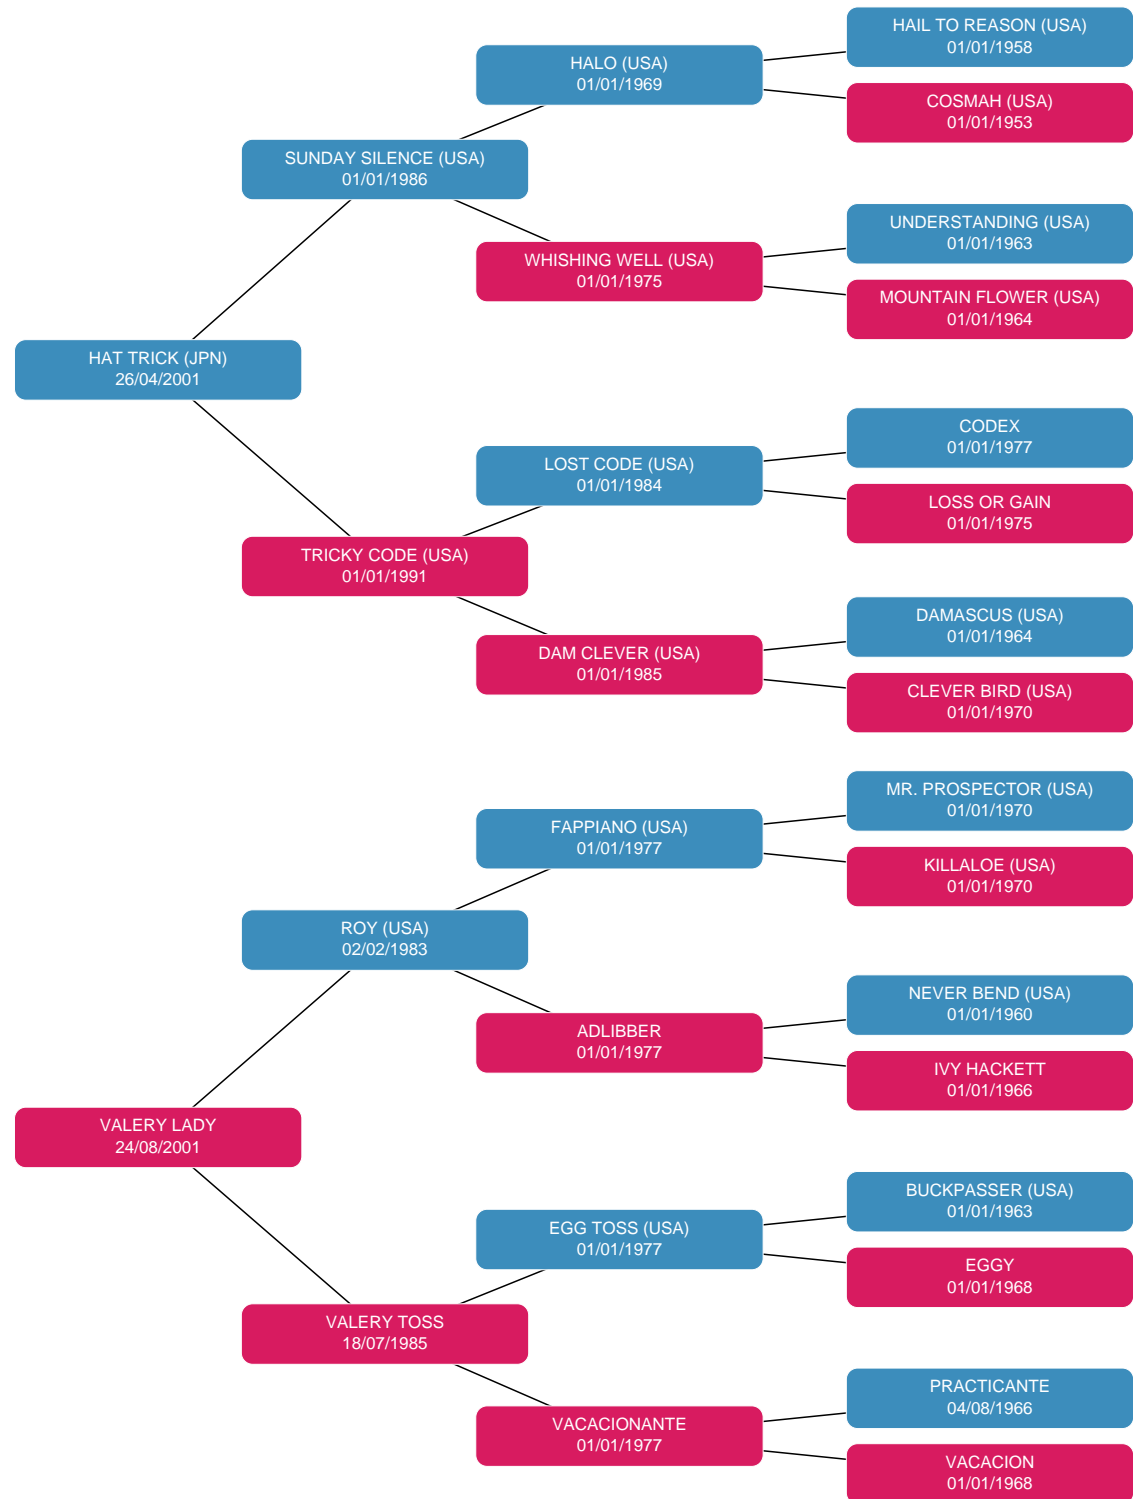 HAIL TO REASON (USA)
01/01/1958
HALO (USA)
01/01/1969
COSMAH (USA)
01/01/1953
SUNDAY SILENCE (USA)
01/01/1986
UNDERSTANDING (USA)
01/01/1963
WHISHING WELL (USA)
01/01/1975
MOUNTAIN FLOWER (USA)
01/01/1964
HAT TRICK (JPN)
26/04/2001
CODEX
01/01/1977
LOST CODE (USA)
01/01/1984
LOSS OR GAIN
01/01/1975
TRICKY CODE (USA)
01/01/1991
DAMASCUS (USA)
01/01/1964
DAM CLEVER (USA)
01/01/1985
CLEVER BIRD (USA)
01/01/1970
MR. PROSPECTOR (USA)
01/01/1970
FAPPIANO (USA)
01/01/1977
KILLALOE (USA)
01/01/1970
ROY (USA)
02/02/1983
NEVER BEND (USA)
01/01/1960
ADLIBBER
01/01/1977
IVY HACKETT
01/01/1966
VALERY LADY
24/08/2001
BUCKPASSER (USA)
01/01/1963
EGG TOSS (USA)
01/01/1977
EGGY
01/01/1968
VALERY TOSS
18/07/1985
PRACTICANTE
04/08/1966
VACACIONANTE
01/01/1977
VACACION
01/01/1968